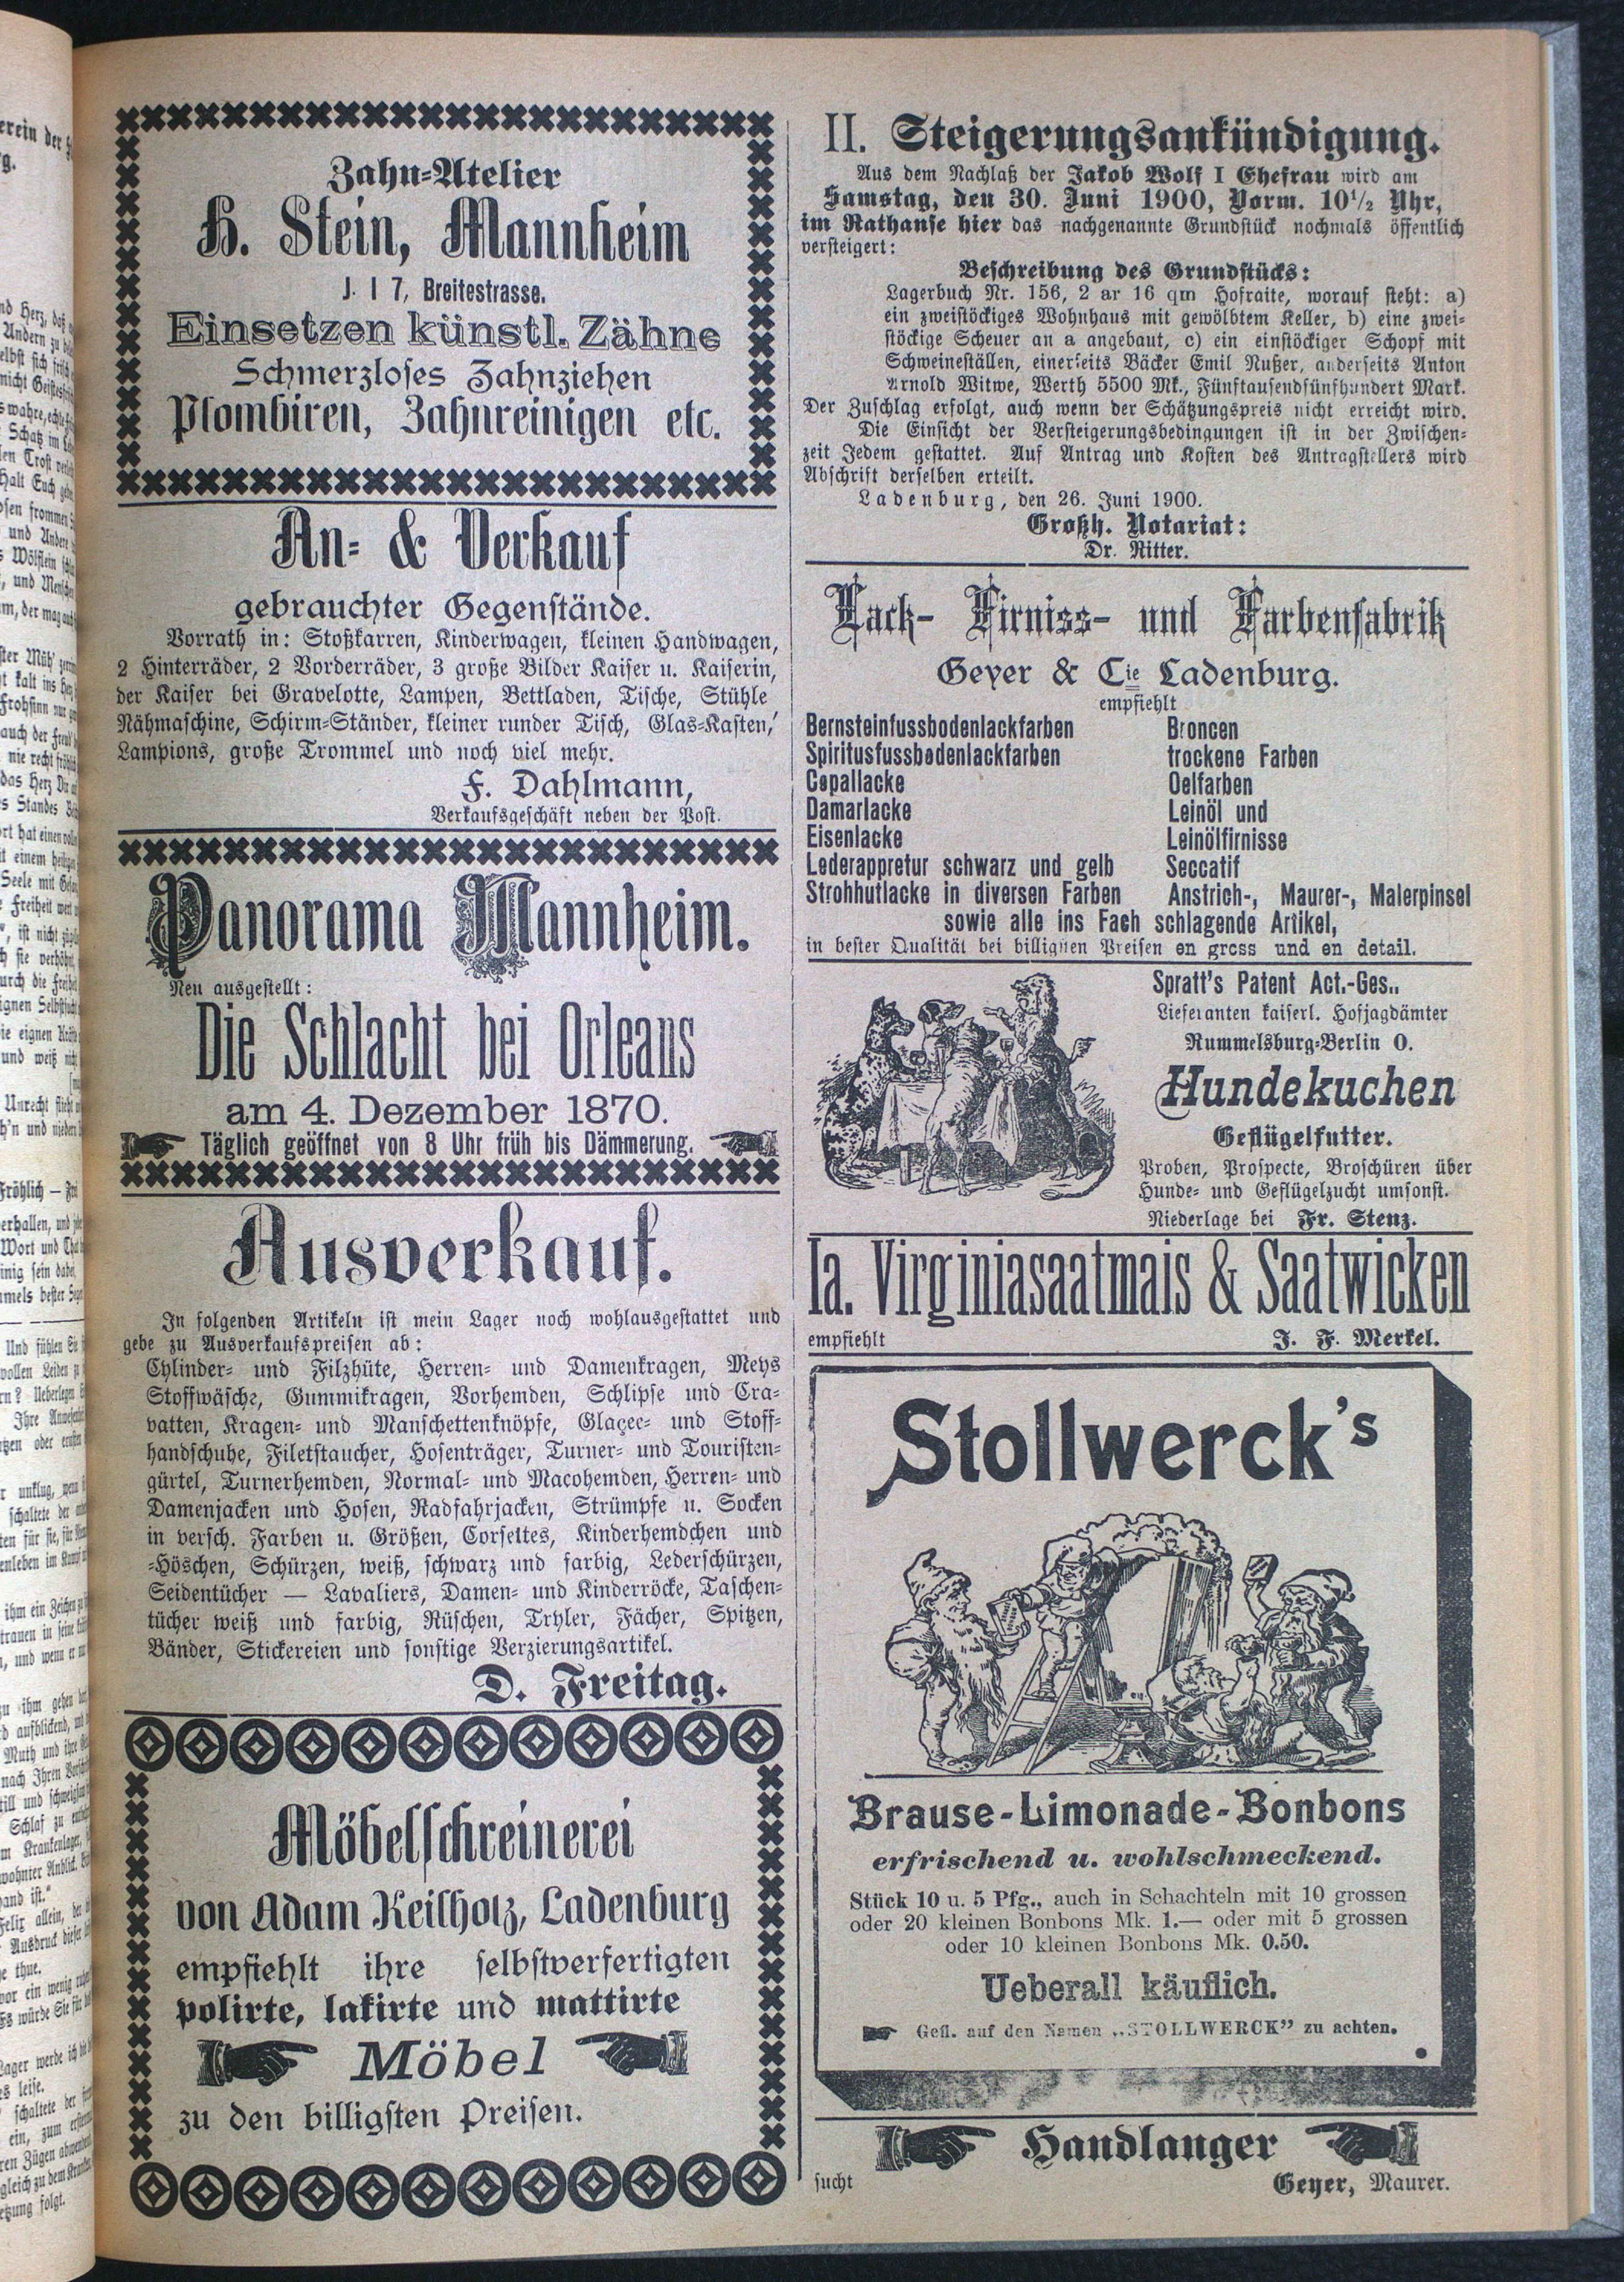 Zahn-Atelier
H. Stein, Mannheim
J. 1 7, Breitestrasse.
Einsetzen künstl. Zähne
Schmerzloses Zahnziehen
Plombiren, Zahnreinigen etc.
An- & Verkauf
gebrauchter Gegenstände.
Vorrath in: Stoßkarren, Kinderwagen, kleinen Handwagen,
2 Hinterräder, 2 Vorderräder, 3 große Bilder Kaiser u. Kaiserin,
der Kaiser bei Gravelotte, Lampen, Bettladen, Tische, Stühle
Nähmaschine, Schirm-Ständer, kleiner runder Tisch, Glas-Kasten,
Lampions, große Trommel und noch viel mehr.
F. Dahlmann,
Verkaufsgeschäft neben der Post.
Panorama Mannheim.
Neu ausgestellt:
Die Schlacht bei Orleans
am 4. Dezember 1870.
Täglich geöffnet von 8 Uhr früh bis Dämmerung.
Ausverkauf.
In folgenden Artikeln ist mein Lager noch wohlausgestattet und
gebe zu Ausverkaufspreisen ab:
Cylinder- und Filzhüte, Herren- und Damenkragen, Meys
Stoffwäsche, Gummikragen, Vorhemden, Schlipse und Cra-
vatten, Kragen- und Manschettenknöpfe, Glaçee- und Stoff-
handschuhe, Filetstaucher, Hosenträger, Turner- und Touristen-
gürtel, Turnerhemden, Normal- und Macohemden, Herren- und
Damenjacken und Hosen, Radfahrjacken, Strümpfe u. Socken
in versch. Farben u. Größen, Corseltes, Kinderhemdchen und
-Höschen, Schürzen, weiß, schwarz und farbig, Lederschürzen,
Seidentücher — Lavaliers, Damen- und Kinderröcke, Taschen-
tücher weiß und farbig, Rüschen, Tryler, Fächer, Spitzen,
Bänder, Stickereien und sonstige Verzierungsartikel.
D. Freitag.
Möbelschreinerei
von Adam Keilholz, Ladenburg
empfiehlt ihre selbstverfertigten
polirte, lakirte und mattirte
Möbel
zu den billigsten Preisen.
II. Steigerungsankündigung.
Aus dem Nachlaß der Jakob Wolf I Ehefrau wird am
Samstag, den 30. Juni 1900, Vorm. 10½ Uhr,
im Rathause hier das nachgenannte Grundstück nochmals öffentlich
versteigert:
Beschreibung des Grundstücks:
Lagerbuch Nr. 156, 2 ar 16 qm Hofraite, worauf steht: a)
ein zweistöckiges Wohnhaus mit gewölbtem Keller, b) eine zwei-
stöckige Scheuer an a angebaut, c) ein einstöckiger Schopf mit
Schweineställen, einerseits Bäcker Emil Nußer, anderseits Anton
Arnold Witwe, Werth 5500 Mk., Fünftausendfünfhundert Mark.
Der Zuschlag erfolgt, auch wenn der Schätzungspreis nicht erreicht wird.
Die Einsicht der Versteigerungsbedingungen ist in der Zwischen-
zeit Jedem gestattet. Auf Antrag und Kosten des Antragstellers wird
Abschrift derselben erteilt.
Ladenburg, den 26. Juni 1900.
Großh. Notariat:
Dr. Ritter.
Lack- Firniss- und Farbenfabrik
Geyer & Cie Ladenburg.
empfiehlt
Bernsteinfussbodenlackfarben Broncen
Spiritusfussbodenlackfarben trockene Farben
Copallacke Oelfarben
Damarlacke Leinöl und
Eisenlacke Leinölfirnisse
Lederappretur schwarz und gelb Seccatif
Strohhutlacke in diversen Farben Anstrich-, Maurer-, Malerpinsel
sowie alle ins Fach schlagende Artikel,
in bester Qualität bei billigsten Preisen en gross und en detail.
Spratt's Patent Act.-Ges.,
Lieferanten kaiserl. Hofjagdämter
Rummelsburg-Berlin O.
Hundekuchen
Geflügelfutter.
Proben, Prospecte, Broschüren über
Hunde- und Geflügelzucht umsonst.
Niederlage bei Fr. Stenz.
Ia. Virginiasaatmais & Saatwicken
empfiehlt J. F. Merkel.
Stollwerck's
Brause-Limonade-Bonbons
erfrischend u. wohlschmeckend.
Stück 10 u. 5 Pfg., auch in Schachteln mit 10 grossen
oder 20 kleinen Bonbons Mk. 1.— oder mit 5 grossen
oder 10 kleinen Bonbons Mk. 0.50.
Ueberall käuflich.
Gefl. auf den Namen „STOLLWERCK" zu achten.
Handlanger
sucht Geyer, Maurer.